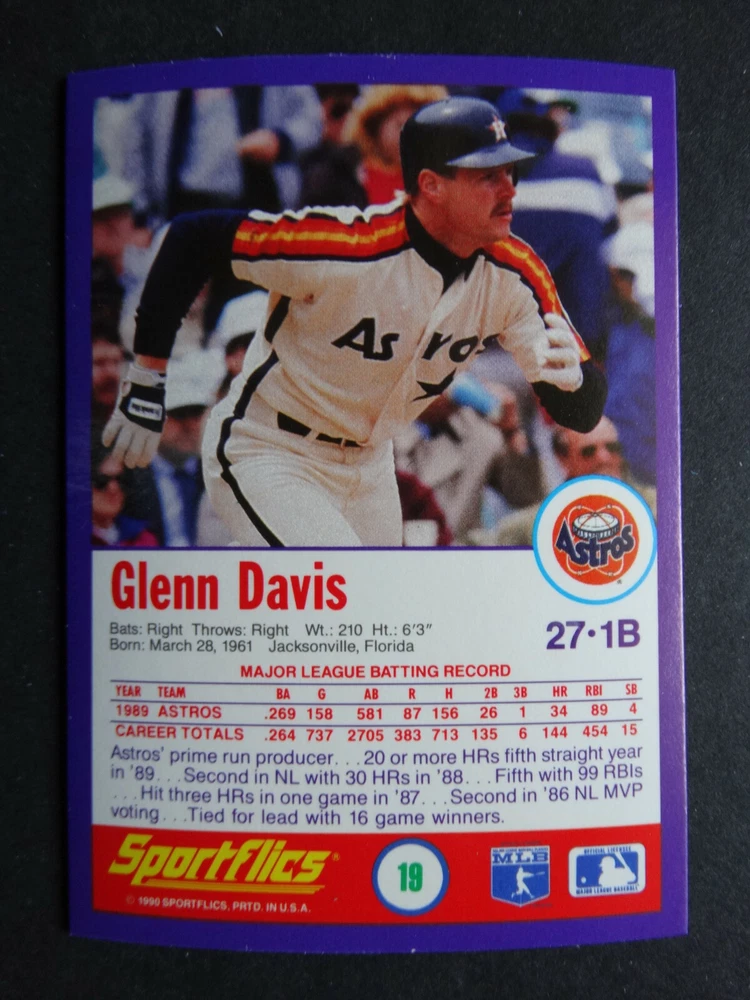 H
Astros
Astros
Glenn Davis
Bats: Right Throws: Right Wt.: 210 Ht.: 6'3"
Born: March 28, 1961 Jacksonville, Florida
27•1B
MAJOR LEAGUE BATTING RECORD
YEAR TEAM BA G AB R H 2B 3B HR RBI SB
1989 ASTROS .269 158 581 87 156 26 1 34 89 4
CAREER TOTALS .264 737 2705 383 713 135 6 144 454 15
Astros' prime run producer...20 or more HRs fifth straight year
in '89...Second in NL with 30 HRs in '88...Fifth with 99 RBIs
...Hit three HRs in one game in '87...Second in '86 NL MVP
voting...Tied for lead with 16 game winners.
Sportflics®
© 1990 SPORTFLICS, PRTD. IN U.S.A.
19
MLB
OFFICIAL LICENSEE
MAJOR LEAGUE BASEBALL